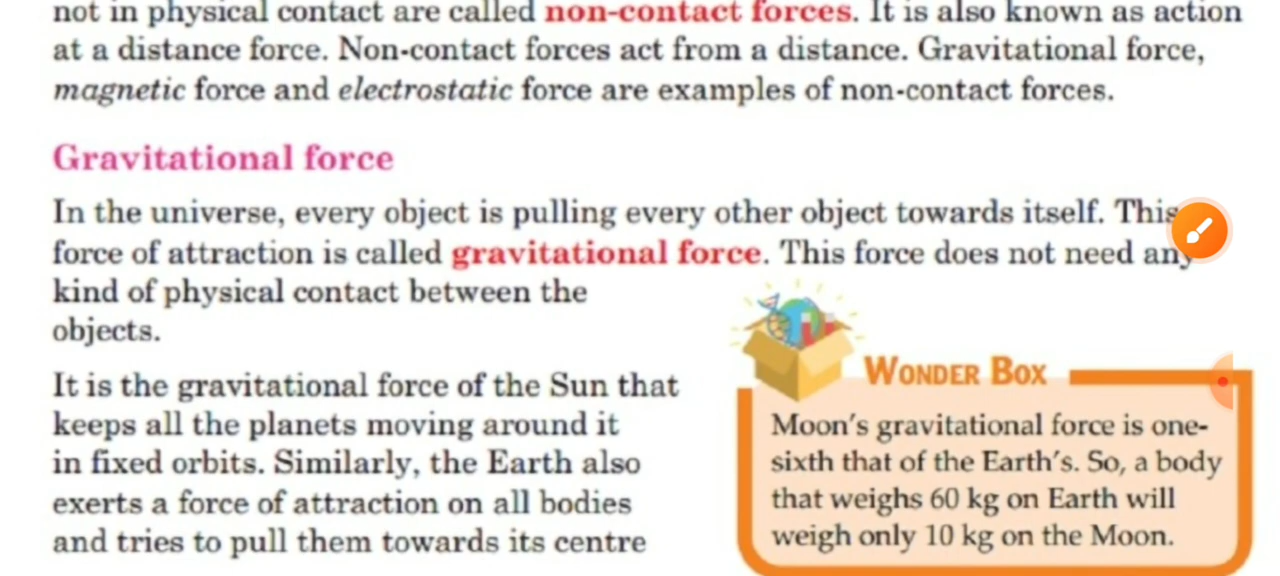 not in physical contact are called non-contact forces. It is also known as action
at a distance force. Non-contact forces act from a distance. Gravitational force,
magnetic force and electrostatic force are examples of non-contact forces.
Gravitational force
In the universe, every object is pulling every other object towards itself. This
force of attraction is called gravitational force. This force does not need any
kind of physical contact between the
objects.
It is the gravitational force of the Sun that
keeps all the planets moving around it
in fixed orbits. Similarly, the Earth also
exerts a force of attraction on all bodies
and tries to pull them towards its centre
WONDER BOX
Moon's gravitational force is one-
sixth that of the Earth's. So, a body
that weighs 60 kg on Earth will
weigh only 10 kg on the Moon.